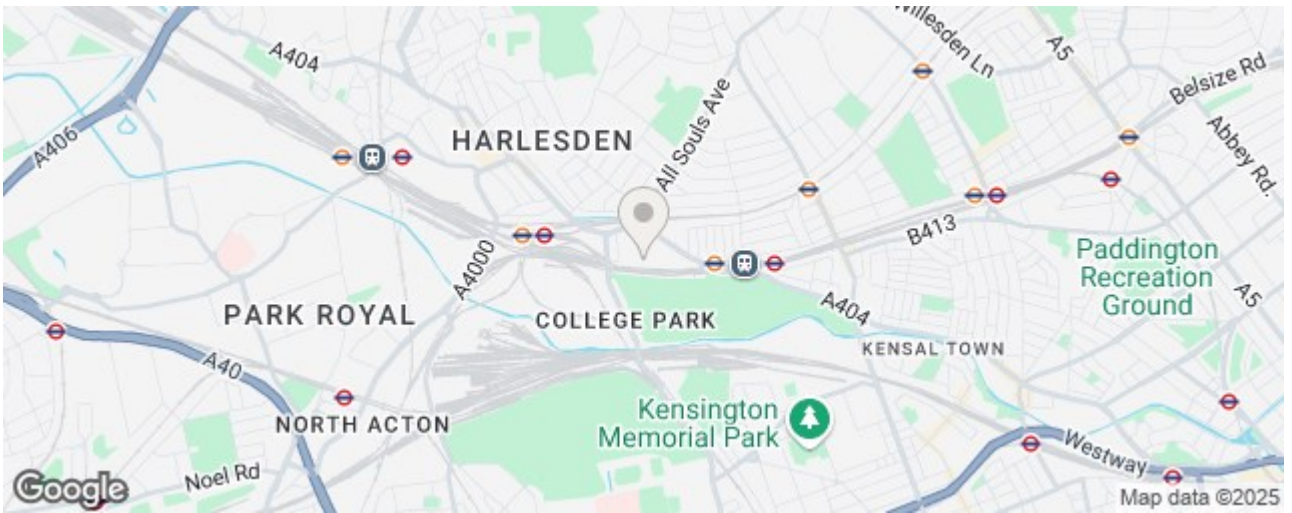 Willesden Ln
A404
A5
Belsize Rd
A406
HARLESDEN
All Souls Ave
Abbey Rd.
B413
A4000
Paddington
Recreation
Ground
A5
PARK ROYAL
COLLEGE PARK
A404
KENSAL TOWN
A40
NORTH ACTON
Kensington
Memorial Park
Westway
Noel Rd
Google
Map data ©2025